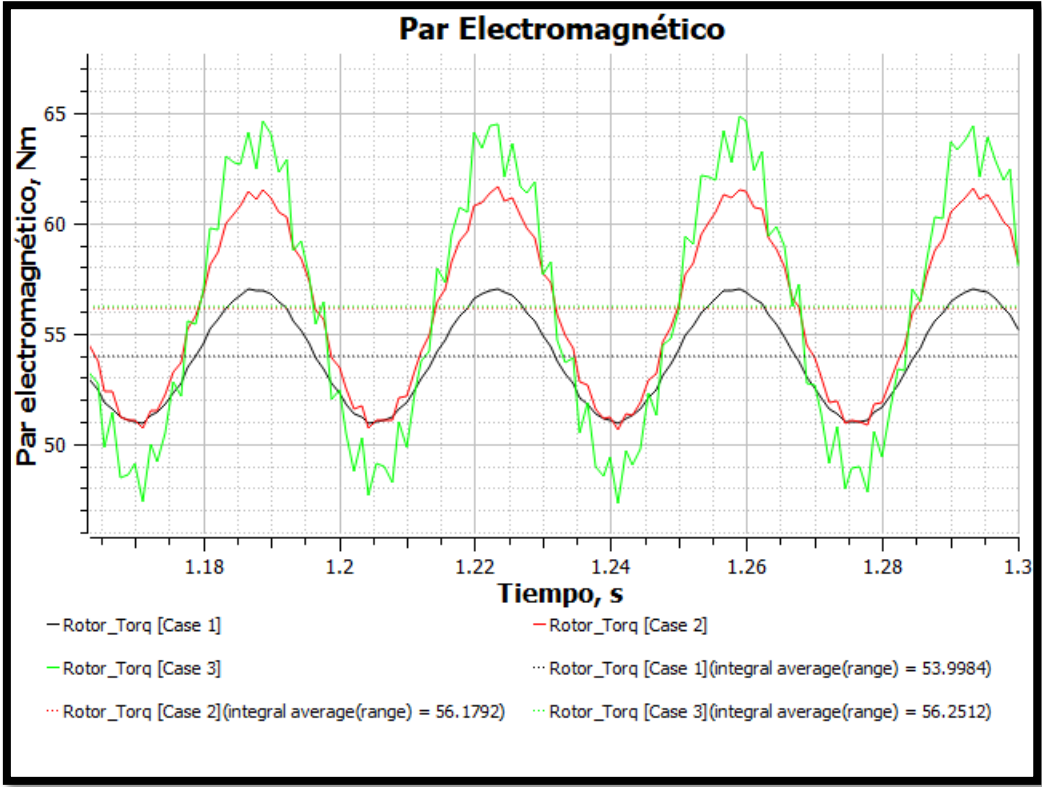 Par Electromagnético
Par electromagnético, Nm
65
60
55
50
1.18 1.2 1.22 1.24 1.26 1.28 1.3
Tiempo, s
Rotor_Torq [Case 1] Rotor_Torq [Case 2]
Rotor_Torq [Case 3] Rotor_Torq [Case 1](integral average(range) = 53.9984)
Rotor_Torq [Case 2](integral average(range) = 56.1792) Rotor_Torq [Case 3](integral average(range) = 56.2512)